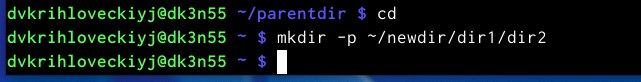 dvkrihloveckiyj@dk3n55 ~/parentdir $ cd
dvkrihloveckiyj@dk3n55 ~ $ mkdir -p ~/newdir/dir1/dir2
dvkrihloveckiyj@dk3n55 ~ $